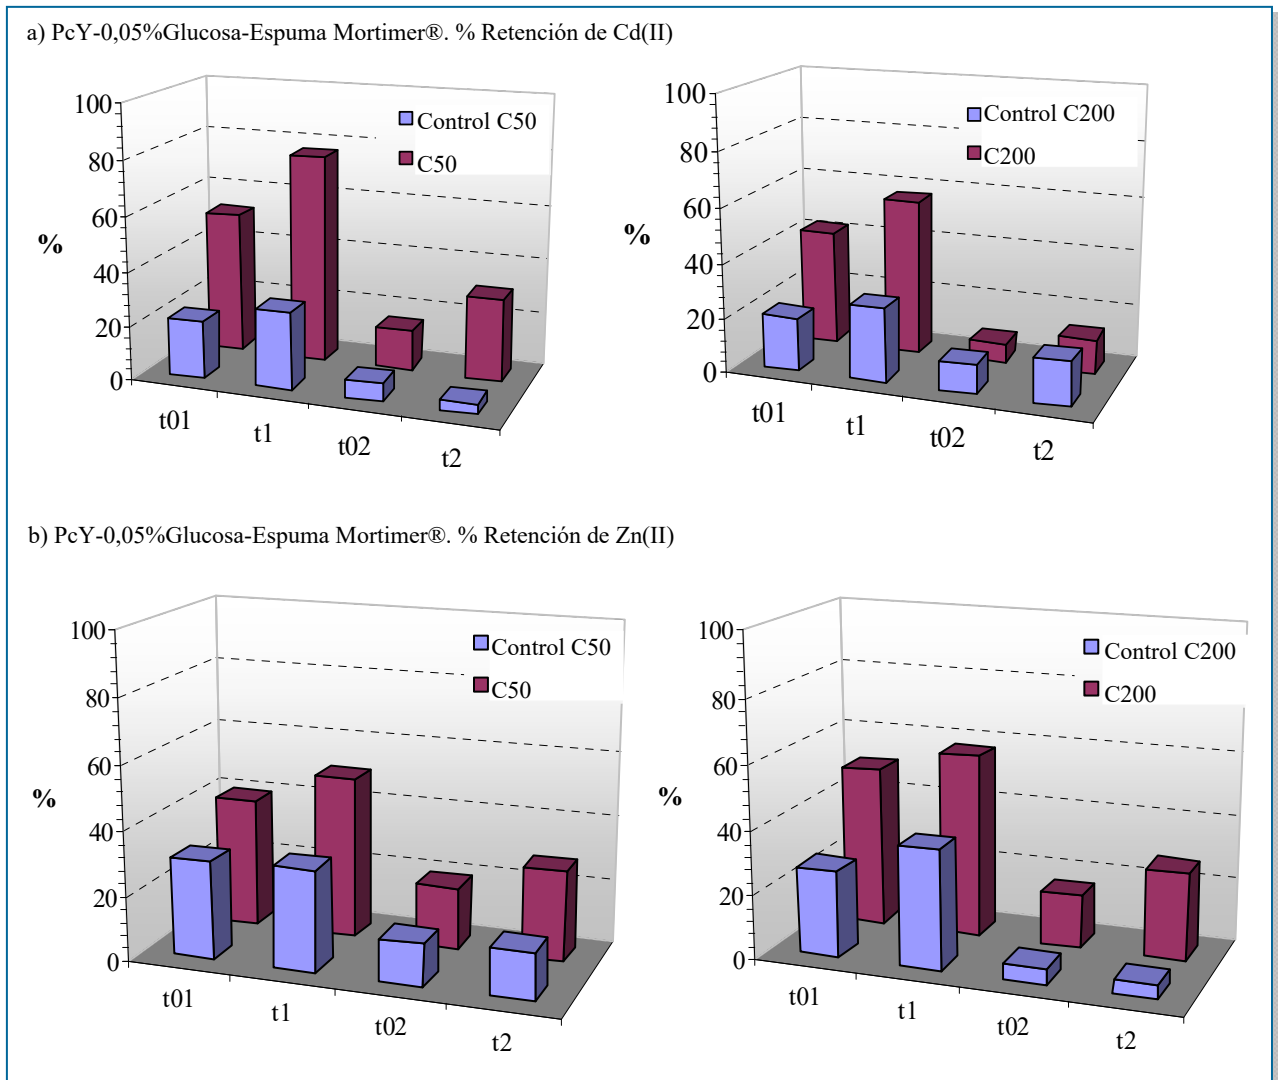 a) PcY-0,05%Glucosa-Espuma Mortimer®. % Retención de Cd(II)
100
80
60
40
20
0
%
Control C50
C50
t01
t1
t02
t2
100
80
60
40
20
0
%
Control C200
C200
t01
t1
t02
t2
b) PcY-0,05%Glucosa-Espuma Mortimer®. % Retención de Zn(II)
100
80
60
40
20
0
%
Control C50
C50
t01
t1
t02
t2
100
80
60
40
20
0
%
Control C200
C200
t01
t1
t02
t2